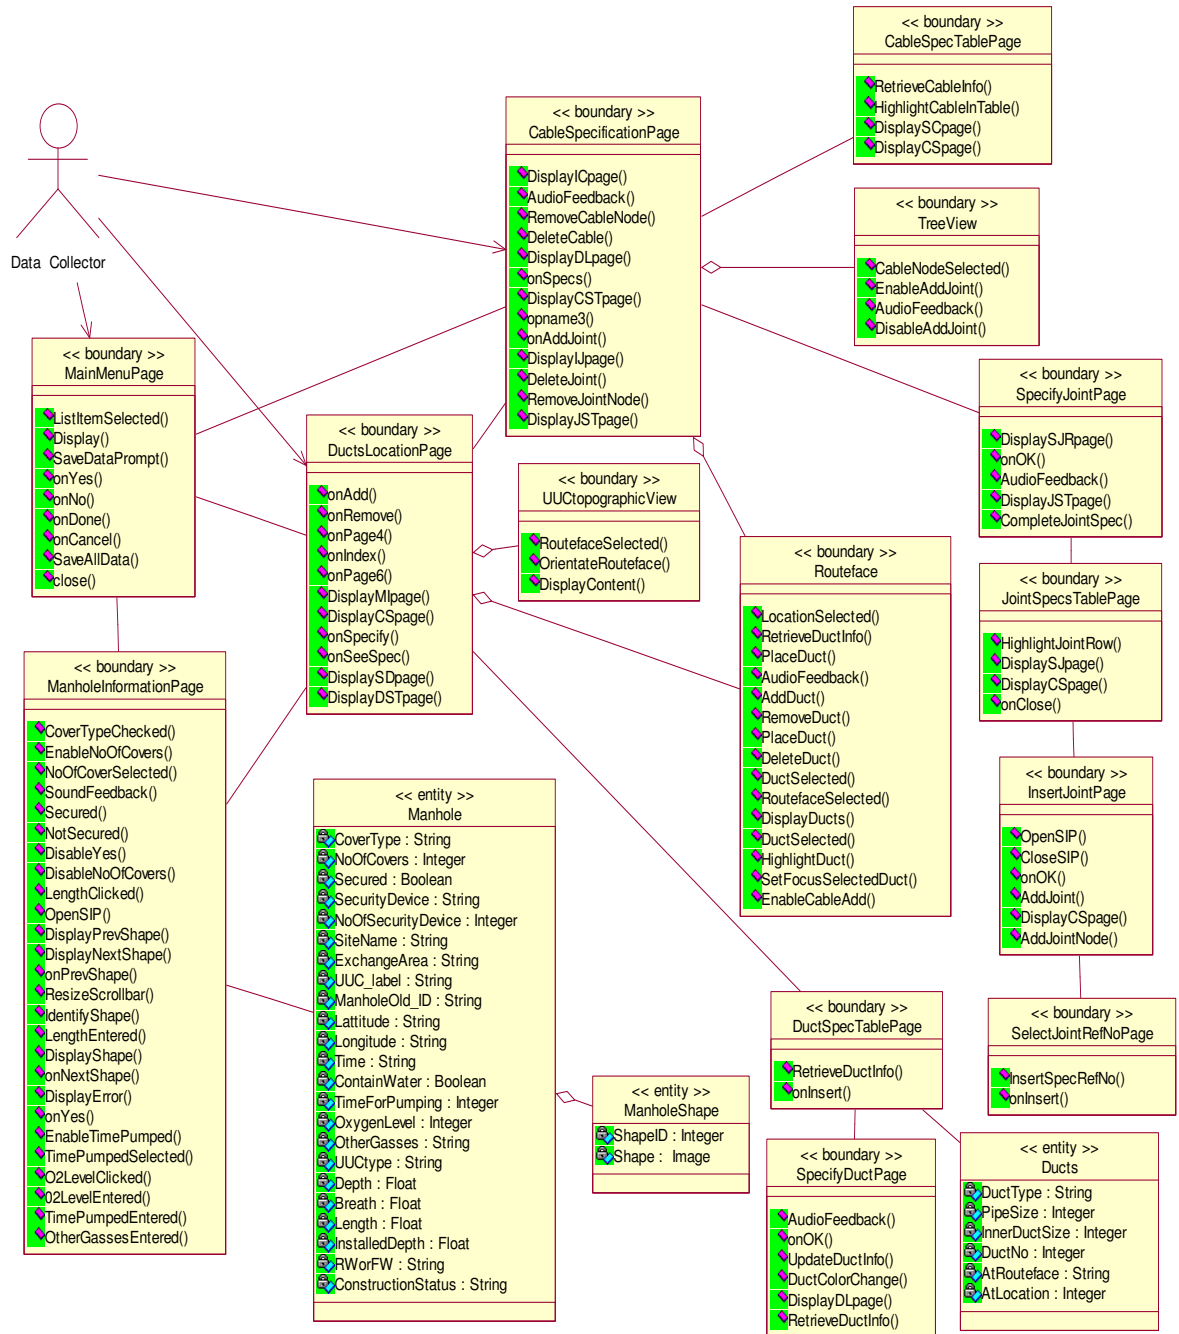 << boundary >>
CableSpecTablePage
RetrieveCableInfo()
HighlightCableInTable()
DisplaySCpage()
DisplayCSpage()
<< boundary >>
CableSpecificationPage
DisplayICpage()
AudioFeedback()
RemoveCableNode()
DeleteCable()
DisplayDLpage()
onSpecs()
DisplayCSTpage()
opname3()
onAddJoint()
DisplayIJpage()
DeleteJoint()
RemoveJointNode()
DisplayJSTpage()
<< boundary >>
TreeView
CableNodeSelected()
EnableAddJoint()
AudioFeedback()
DisableAddJoint()
Data Collector
<< boundary >>
MainMenuPage
ListItemSelected()
Display()
SaveDataPrompt()
onYes()
onNo()
onDone()
onCancel()
SaveAllData()
close()
<< boundary >>
DuctsLocationPage
onAdd()
onRemove()
onPage4()
onIndex()
onPage6()
DisplayMIpage()
DisplayCSpage()
onSpecify()
onSeeSpec()
DisplaySDpage()
DisplayDSTpage()
<< boundary >>
UUCtopographicView
RoutefaceSelected()
OrientateRouteface()
DisplayContent()
<< boundary >>
SpecifyJointPage
DisplaySJRpage()
onOK()
AudioFeedback()
DisplayJSTpage()
CompleteJointSpec()
<< boundary >>
Routeface
LocationSelected()
RetrieveDuctInfo()
PlaceDuct()
AudioFeedback()
AddDuct()
RemoveDuct()
PlaceDuct()
DeleteDuct()
DuctSelected()
RoutefaceSelected()
DisplayDucts()
DuctSelected()
HighlightDuct()
SetFocusSelectedDuct()
EnableCableAdd()
<< boundary >>
JointSpecsTablePage
HighlightJointRow()
DisplaySJpage()
DisplayCSpage()
onClose()
<< boundary >>
ManholeInformationPage
CoverTypeChecked()
EnableNoOfCovers()
NoOfCoverSelected()
SoundFeedback()
Secured()
NotSecured()
DisableYes()
DisableNoOfCovers()
LengthClicked()
OpenSIP()
DisplayPrevShape()
DisplayNextShape()
onPrevShape()
ResizeScrollbar()
IdentifyShape()
LengthEntered()
DisplayShape()
onNextShape()
DisplayError()
onYes()
EnableTimePumped()
TimePumpedSelected()
O2LevelClicked()
02LevelEntered()
TimePumpedEntered()
OtherGassesEntered()
<< entity >>
Manhole
CoverType : String
NoOfCovers : Integer
Secured : Boolean
SecurityDevice : String
NoOfSecurityDevice : Integer
SiteName : String
ExchangeArea : String
UUC_label : String
ManholeOld_ID : String
Lattitude : String
Longitude : String
Time : String
ContainWater : Boolean
TimeForPumping : Integer
OxygenLevel : Integer
OtherGasses : String
UUCtype : String
Depth : Float
Breath : Float
Length : Float
InstalledDepth : Float
RWorFW : String
ConstructionStatus : String
<< boundary >>
InsertJointPage
OpenSIP()
CloseSIP()
onOK()
AddJoint()
DisplayCSpage()
AddJointNode()
<< boundary >>
DuctSpecTablePage
RetrieveDuctInfo()
onInsert()
<< boundary >>
SelectJointRefNoPage
InsertSpecRefNo()
onInsert()
<< entity >>
ManholeShape
ShapeID : Integer
Shape : Image
<< boundary >>
SpecifyDuctPage
AudioFeedback()
onOK()
UpdateDuctInfo()
DuctColorChange()
DisplayDLpage()
RetrieveDuctInfo()
<< entity >>
Ducts
DuctType : String
PipeSize : Integer
InnerDuctSize : Integer
DuctNo : Integer
AtRouteface : String
AtLocation : Integer